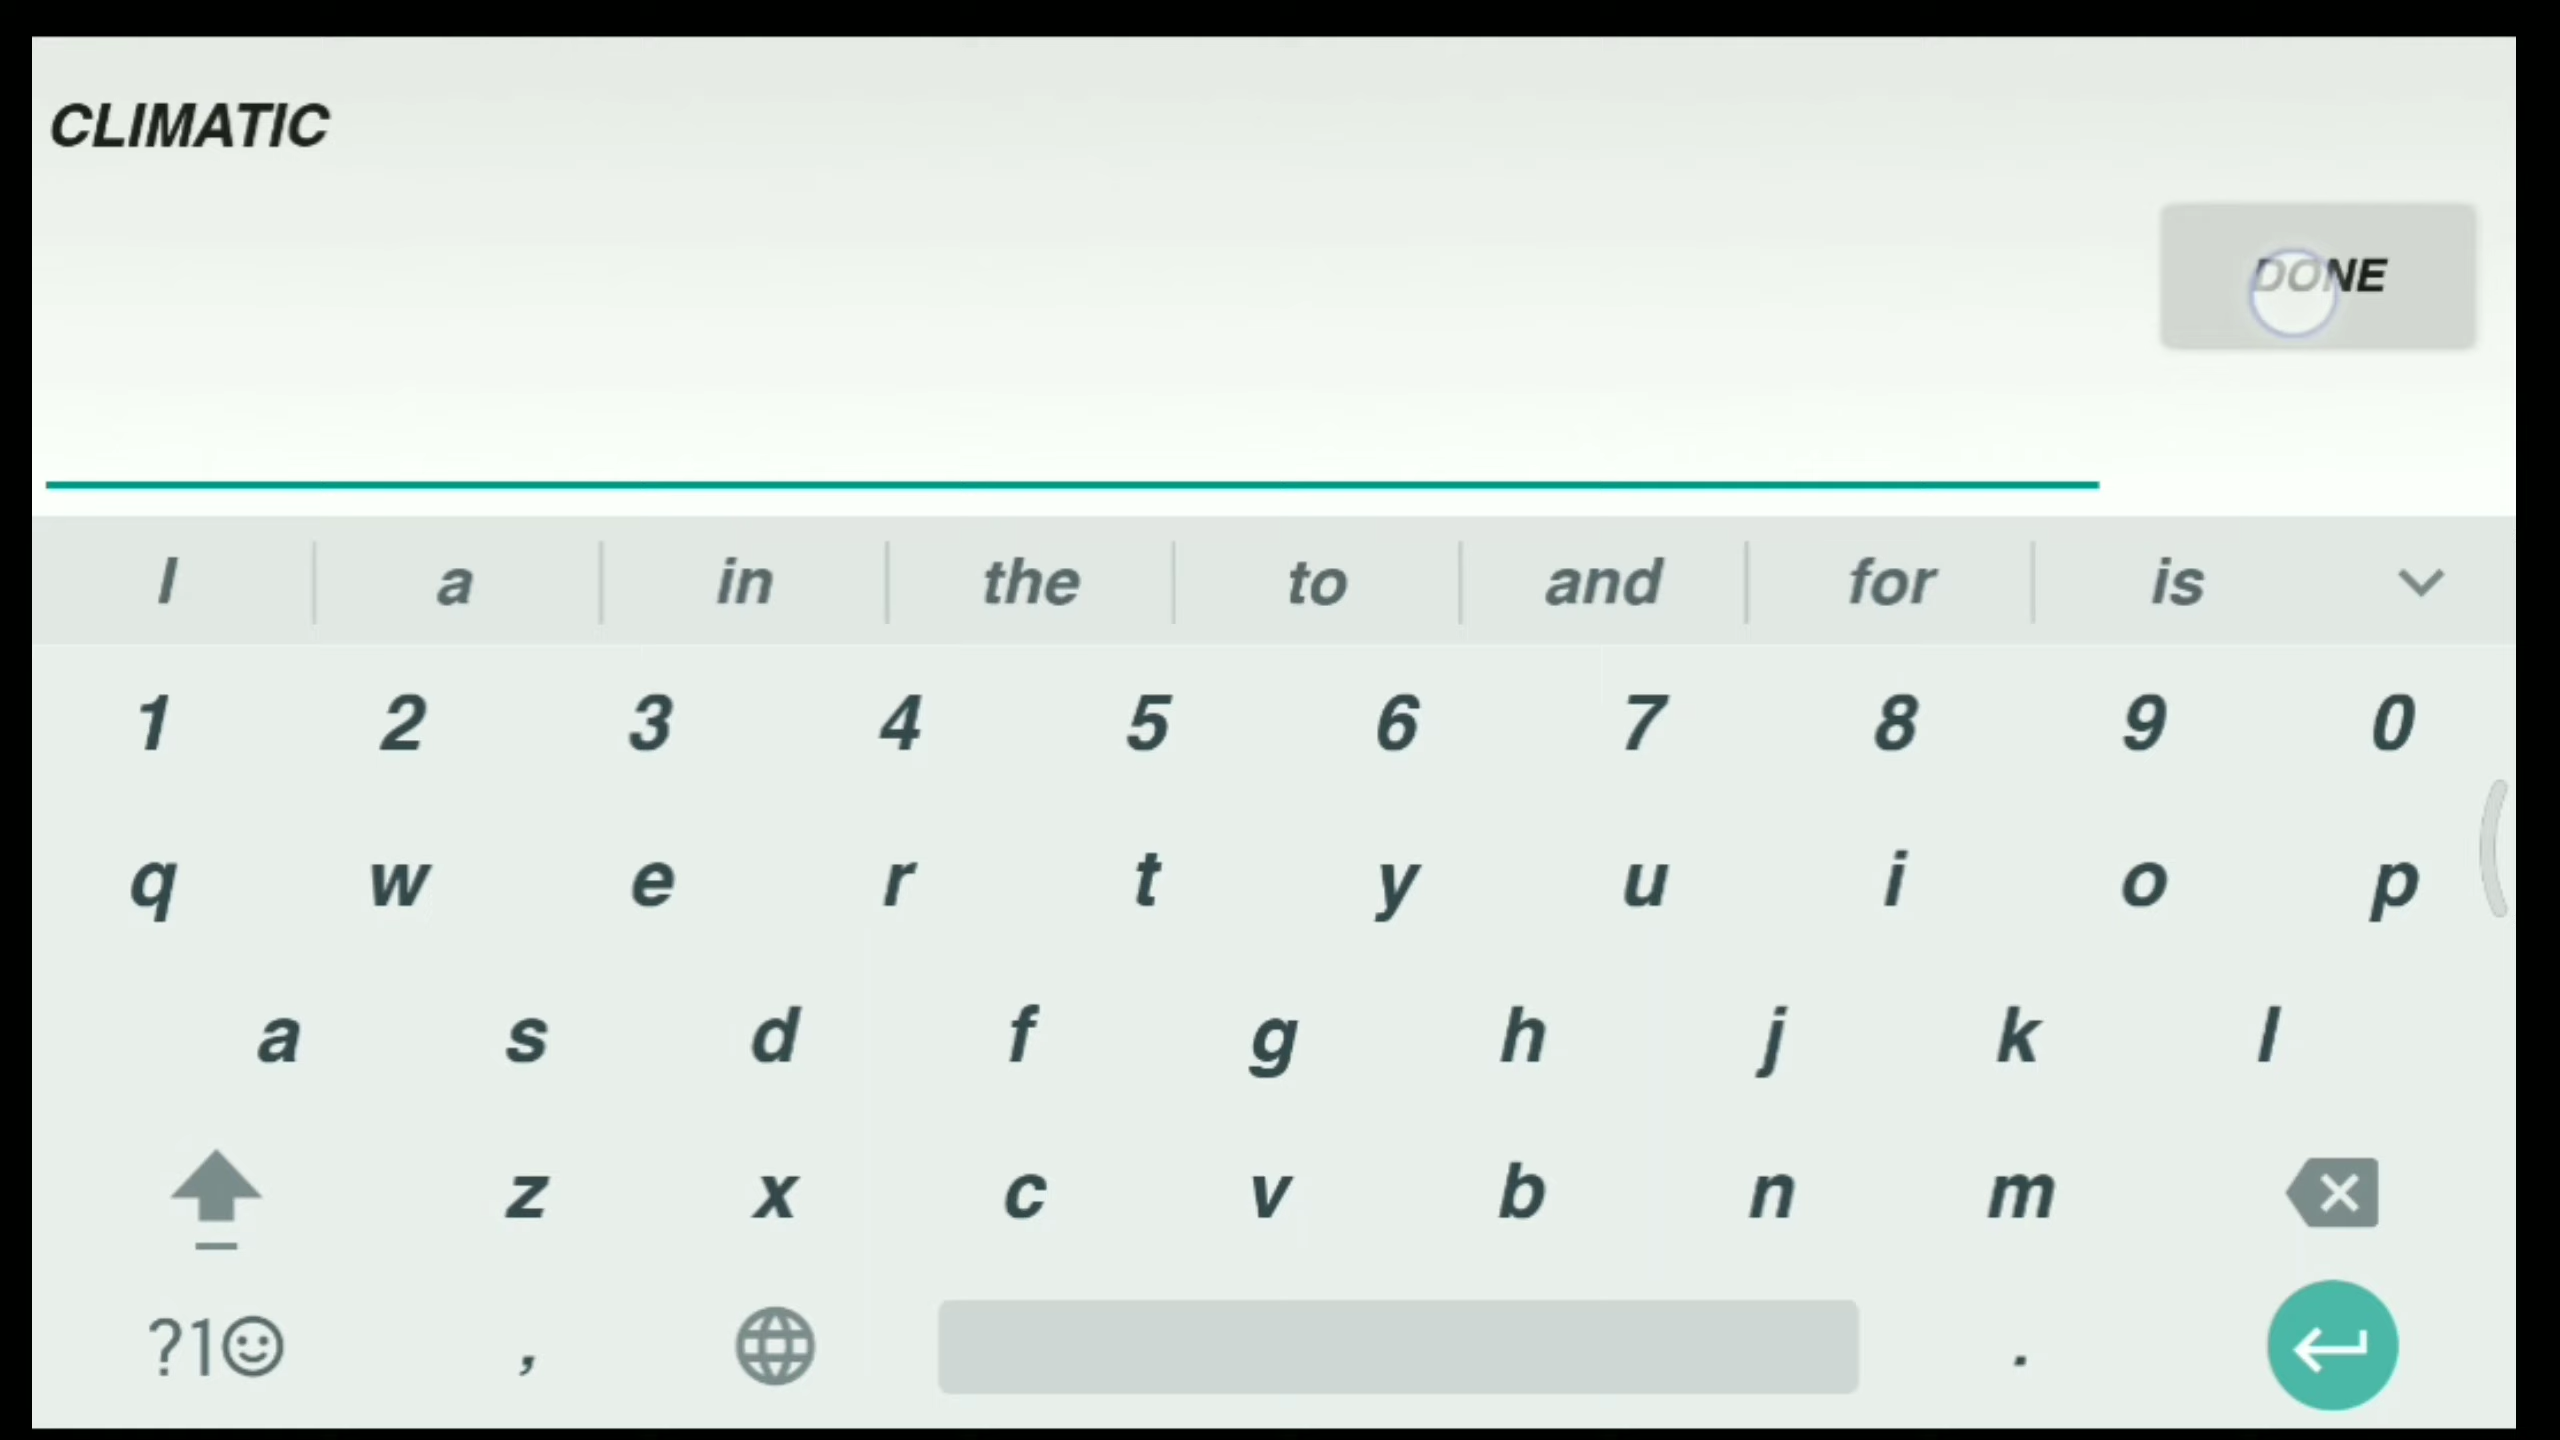 CLIMATIC
DONE
I a in the to and for is
1 2 3 4 5 6 7 8 9 0
q w e r t y u i o p
a s d f g h j k l
z x c v b n m
?1☺ , .